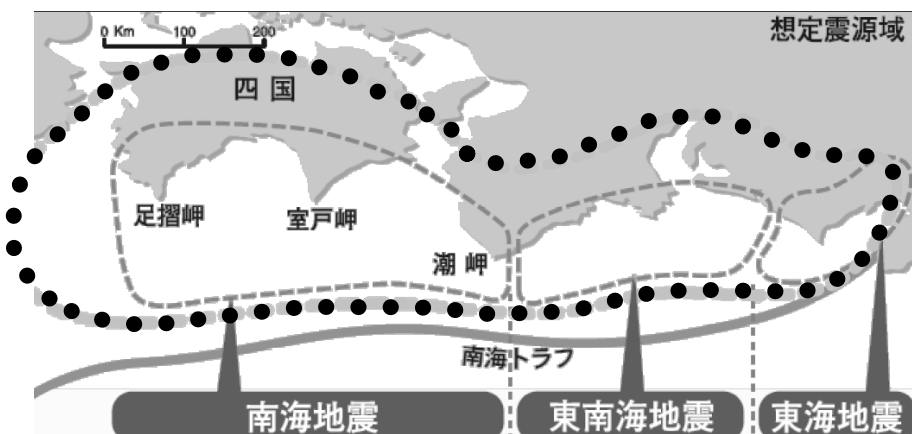 想定震源域
0 Km 100 200
四国
足摺岬
室戸岬
潮岬
南海トラフ
南海地震
東南海地震
東海地震